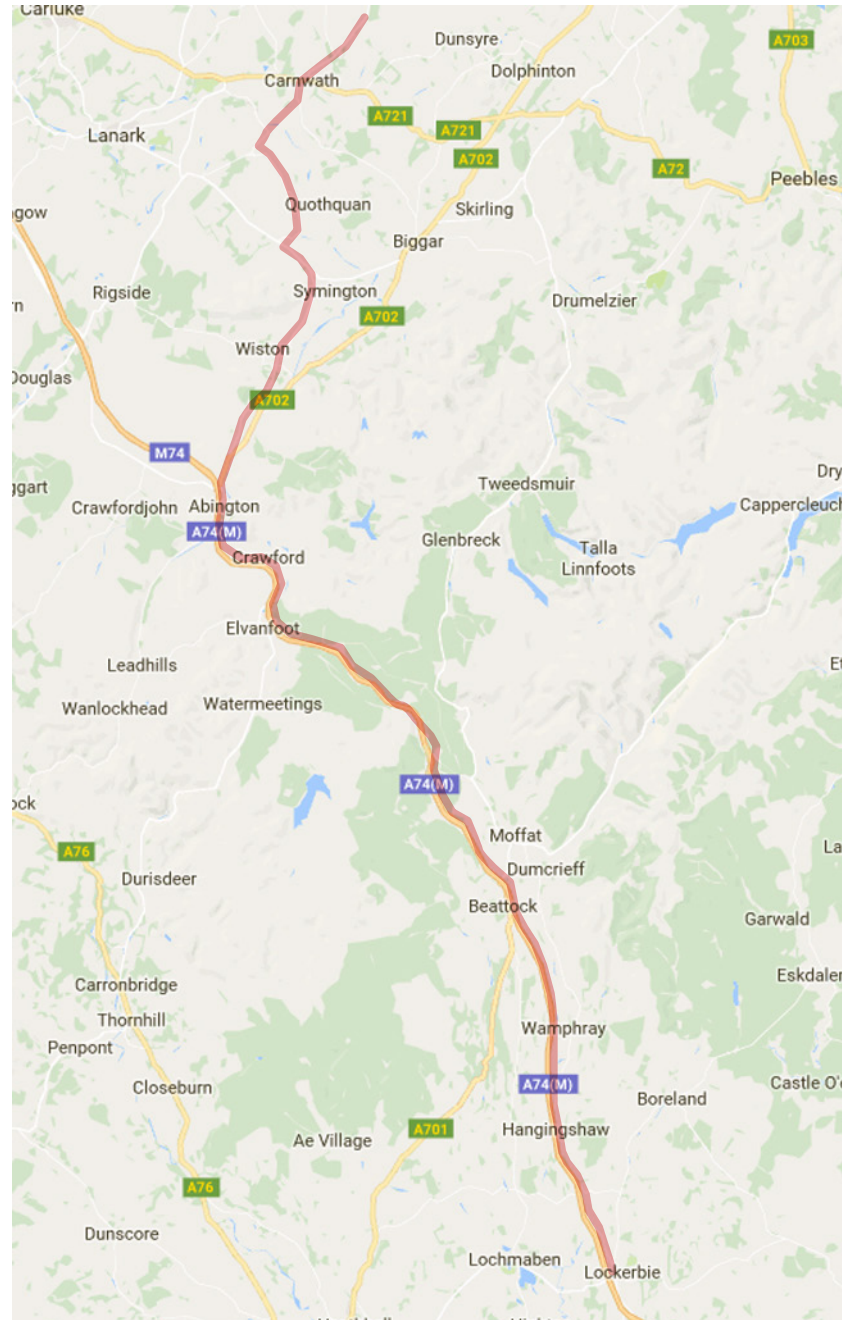 Carluke
Dunsyre
A703
Dolphinton
Carnwath
A721
A721
Lanark
A702
A72
Peebles
Quothquan
gow
Skirling
Biggar
Rigside
Symington
Drumelzier
rn
A702
Wiston
Douglas
A702
M74
Dry
ggart
Tweedsmuir
Crawfordjohn
Abington
Cappercleuch
A74(M)
Glenbreck
Talla
Linnfoots
Crawford
Elvanfoot
Leadhills
Et
Wanlockhead
Watermeetings
A74(M)
ock
Moffat
A76
La
Dumcrieff
Durisdeer
Beattock
Garwald
Carronbridge
Eskdaler
Thornhill
Wamphray
Penpont
A74(M)
Castle O'
Closeburn
Boreland
A701
Hangingshaw
Ae Village
A76
Dunscore
Lochmaben
Lockerbie